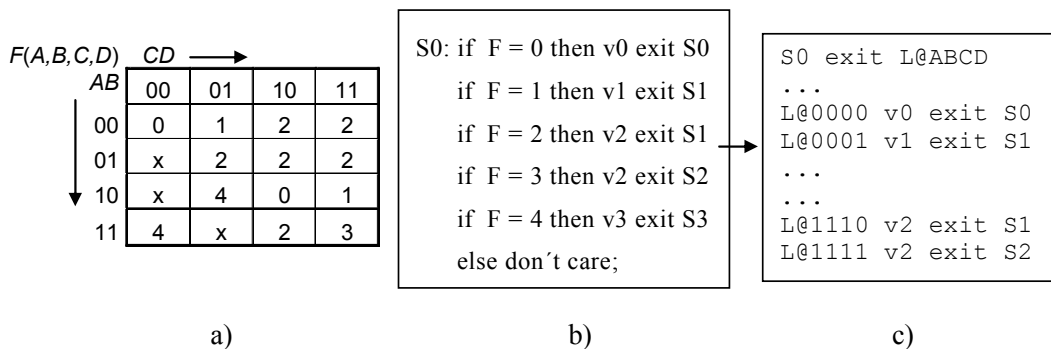 F(A,B,C,D) CD
AB 00 01 10 11
00 0 1 2 2
01 x 2 2 2
10 x 4 0 1
11 4 x 2 3
a)
S0: if F = 0 then v0 exit S0
if F = 1 then v1 exit S1
if F = 2 then v2 exit S1
if F = 3 then v2 exit S2
if F = 4 then v3 exit S3
else don´t care;
b)
S0 exit L@ABCD
...
L@0000 v0 exit S0
L@0001 v1 exit S1
...
...
L@1110 v2 exit S1
L@1111 v2 exit S2
c)